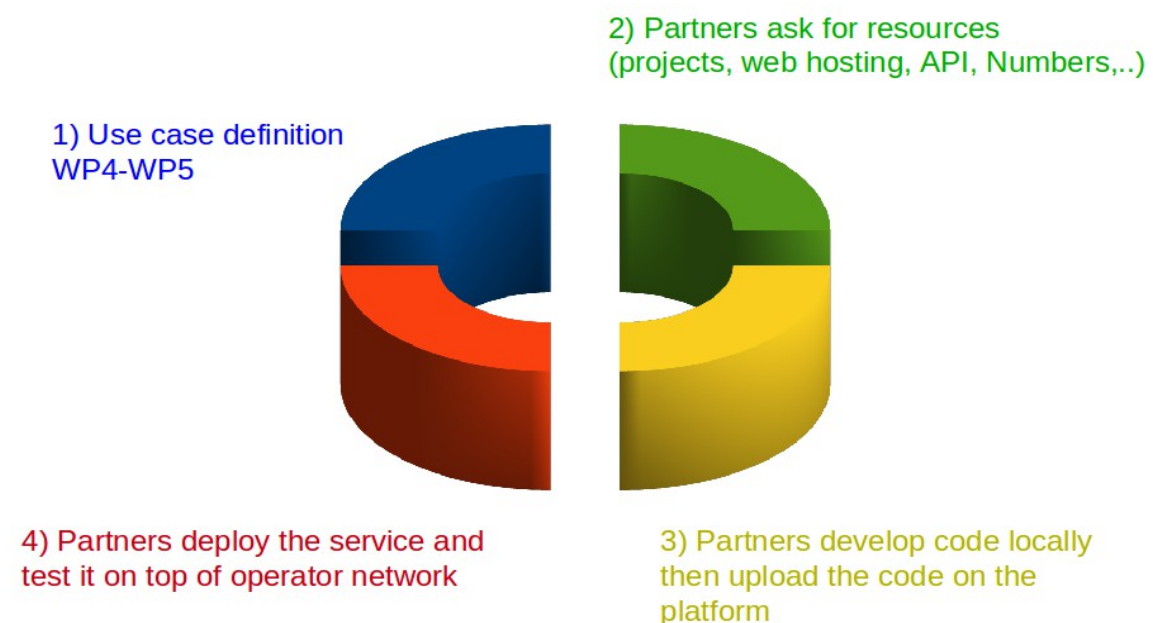 1) Use case definition
WP4-WP5
2) Partners ask for resources
(projects, web hosting, API, Numbers,..)
3) Partners develop code locally
then upload the code on the
platform
4) Partners deploy the service and
test it on top of operator network